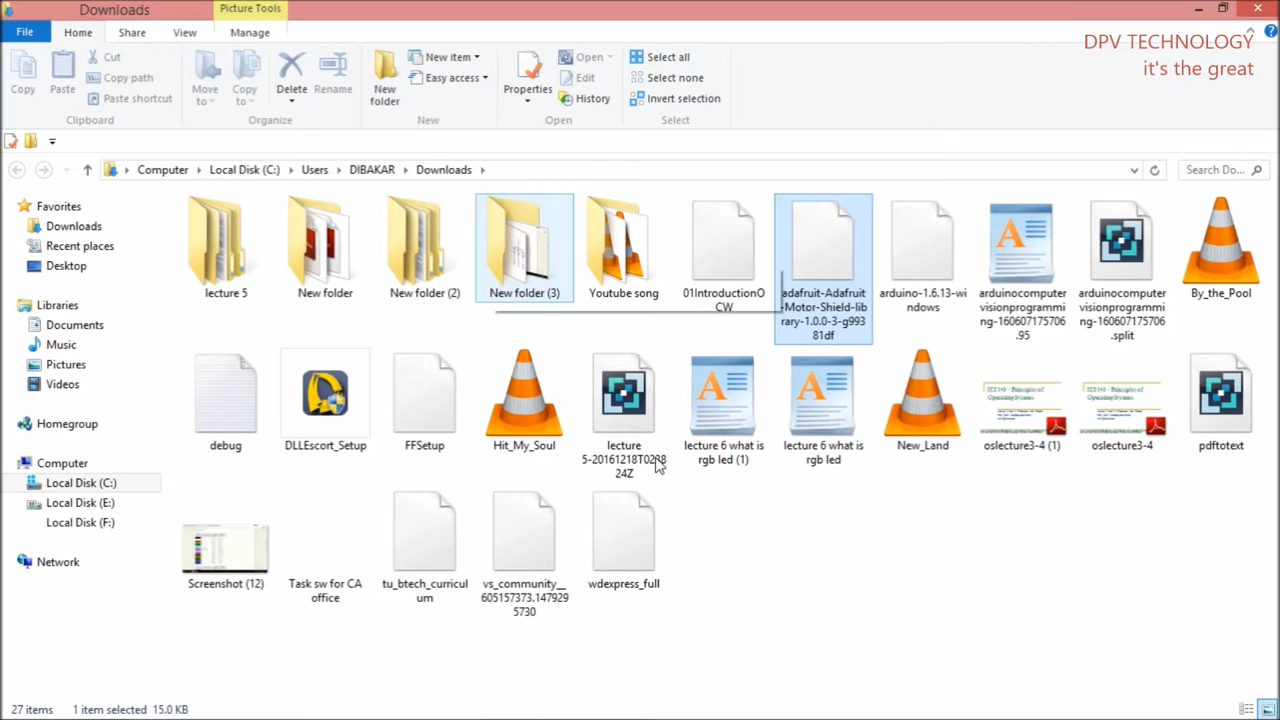 Downloads
Picture Tools
File
Home
Share
View
Manage
DPV TECHNOLOGY
it's the great
Copy
Paste
Cut
Copy path
Paste shortcut
Clipboard
Move
to
Copy
to
Delete
Rename
Organize
New
folder
New item
Easy access
New
Properties
Open
Edit
History
Open
Select all
Select none
Invert selection
Select
Computer
Local Disk (C:)
Users
DIBAKAR
Downloads
Search Do...
Favorites
Downloads
Recent places
Desktop
Libraries
Documents
Music
Pictures
Videos
Homegroup
Computer
Local Disk (C:)
Local Disk (E:)
Local Disk (F:)
Network
lecture 5
New folder
New folder (2)
New folder (3)
Youtube song
01IntroductionO
CW
adafruit-Adafruit
-Motor-Shield-lib
rary-1.0.0-3-g993
81df
arduino-1.6.13-wi
ndows
arduinocomputer
visionprogramm
ing-160607175706
.95
arduinocomputer
visionprogramm
ing-160607175706
.split
By_the_Pool
debug
DLLEscort_Setup
FFSetup
Hit_My_Soul
lecture
24Z
lecture 6 what is
rgb led (1)
lecture 6 what is
rgb led
New_Land
oslecture3-4 (1)
oslecture3-4
pdftotext
Screenshot (12)
Task sw for CA
office
tu_btech_curricul
um
vs_community__
605157373.147929
5730
wdexpress_full
27 items
1 item selected 15.0 KB